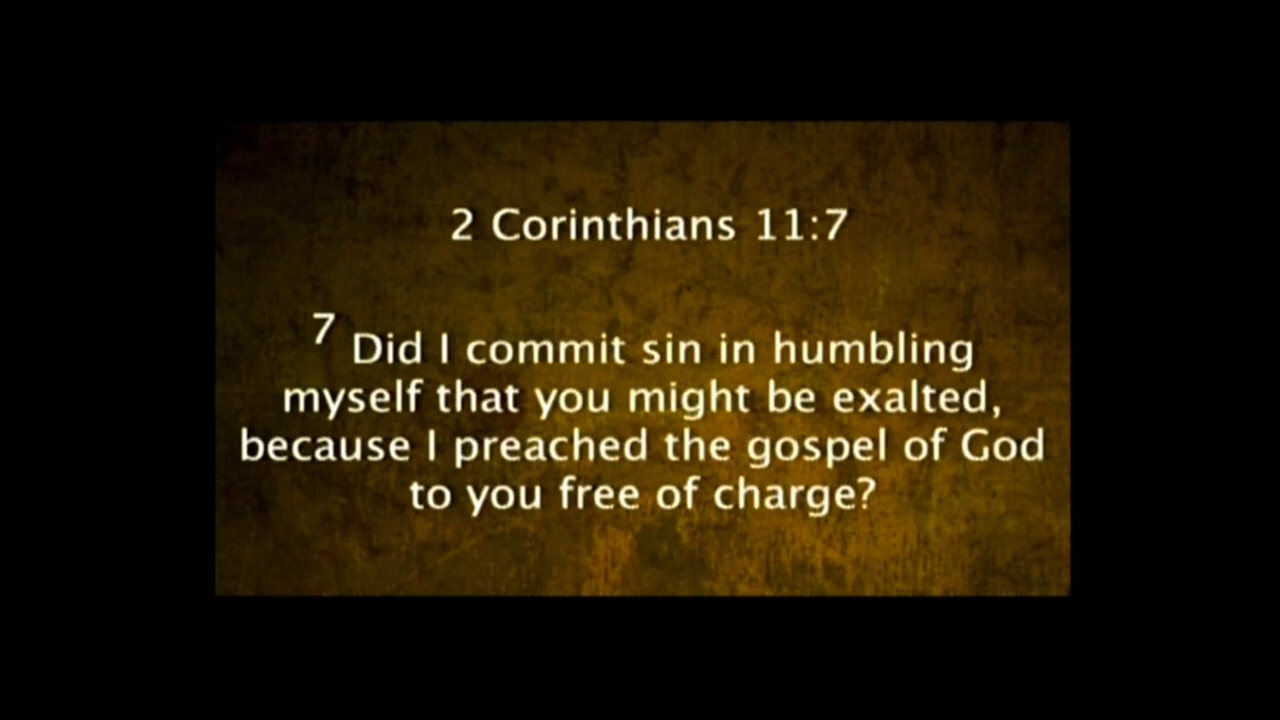 2 Corinthians 11:7
7 Did I commit sin in humbling
myself that you might be exalted,
because I preached the gospel of God
to you free of charge?